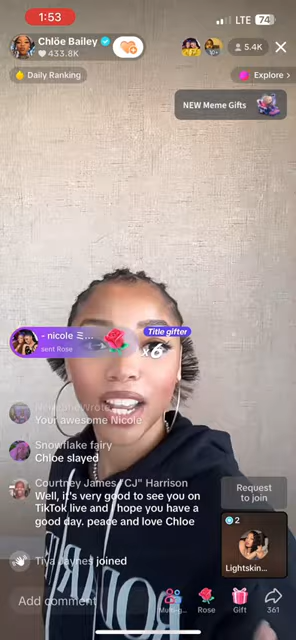 1:53
LTE 74
Chlöe Bailey
433.8K
5.4K
Daily Ranking
Explore >
NEW Meme Gifts
- nicole ミ...
sent Rose
Title gifter
x6
Your awesome Nicole
Snowflake fairy
Chloe slayed
Courtney James "CJ" Harrison
Well, it's very good to see you on
TikTok live and I hope you have a
good day. peace and love Chloe
Request
to join
2
Lightskin...
Tiya Jaynes joined
Add comment
Multi-g...
Rose
Gift
361